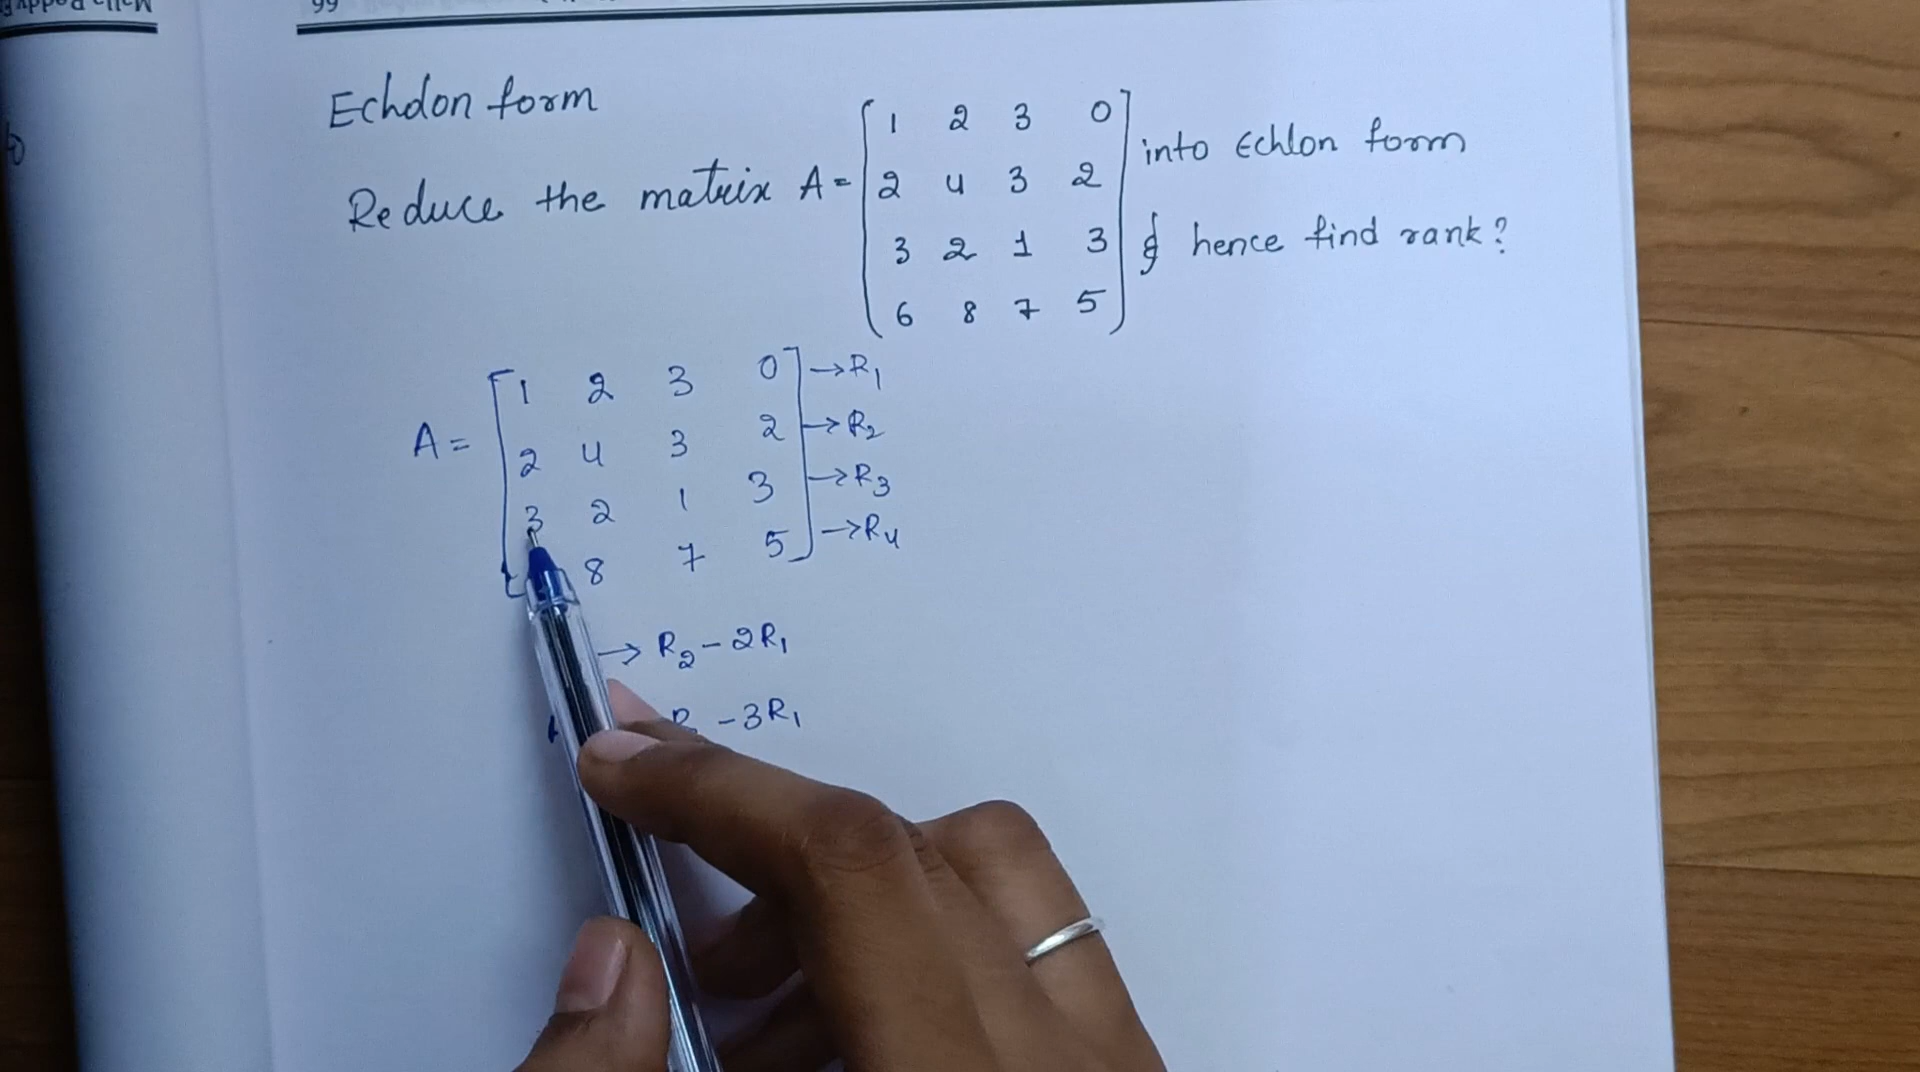 66
Echelon form
Reduce the matrix A = [ 1 2 3 0 ] into Echlon form
2 4 3 2
3 2 1 3 & hence find rank?
6 8 7 5
A = [ 1 2 3 0 ] → R1
2 4 3 2 → R2
3 2 1 3 → R3
8 7 5 → R4
→ R2 - 2R1
R - 3R1